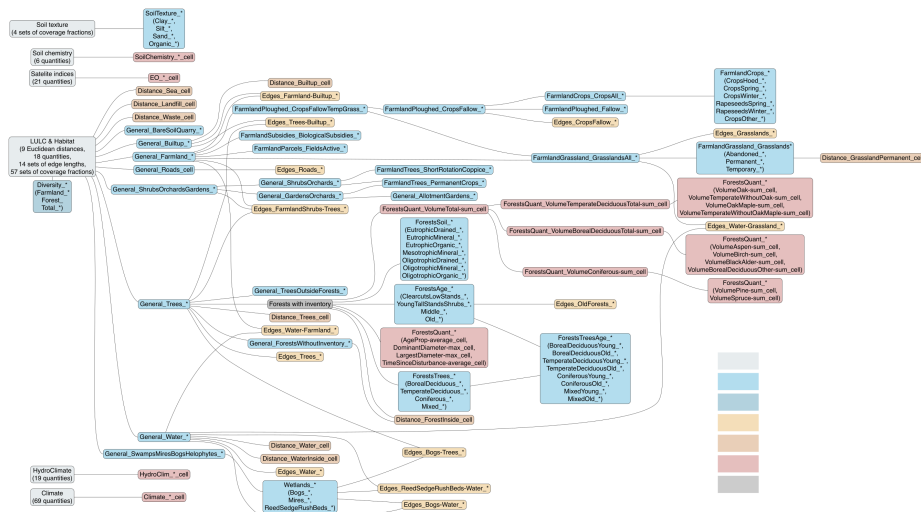 Soil texture
(4 sets of coverage fractions)
SoilTexture_*
(Clay_*,
Silt_*,
Sand_*,
Organic_*)
Soil chemistry
(6 quantities)
SoilChemistry_*_cell
Satelite indices
(21 quantities)
EO_*_cell
LULC & Habitat
(9 Euclidean distances,
18 quantities,
14 sets of edge lengths,
57 sets of coverage fractions)
Diversity_*
(Farmland_*
Forest_,
Total_*)
HydroClimate
(19 quantities)
HydroClim_*_cell
Climate
(69 quantities)
Climate_*_cell
Distance_Sea_cell
Distance_Landfill_cell
Distance_Waste_cell
General_BareSoilQuarry_*
General_Builtup_*
General_Farmland_*
General_Roads_cell
General_ShrubsOrchardsGardens_*
General_Trees_*
General_Water_*
General_SwampsMiresBogsHelophytes_*
Distance_Builtup_cell
Edges_Farmland-Builtup_*
FarmlandPloughed_CropsFallowTempGrass_*
Edges_Trees-Builtup_*
FarmlandSubsidies_BiologicalSubsidies_*
FarmlandParcels_FieldsActive_*
Edges_Roads_*
General_ShrubsOrchards_*
General_GardensOrchards_*
Edges_FarmlandShrubs-Trees_*
General_TreesOutsideForests_*
Forests with inventory
Distance_Trees_cell
Edges_Water-Farmland_*
General_ForestsWithoutInventory_*
Edges_Trees_*
Distance_Water_cell
Distance_WaterInside_cell
Edges_Water_*
Wetlands_*
(Bogs_*,
Mires_*,
ReedSedgeRushBeds_*)
FarmlandPloughed_CropsFallow_*
FarmlandTrees_ShortRotationCoppice_*
FarmlandTrees_PermanentCrops_*
General_AllotmentGardens_*
ForestsQuant_VolumeTotal-sum_cell
ForestsSoil_*
(EutrophicDrained_*,
EutrophicMineral_*,
EutrophicOrganic_*,
MesotrophicMineral_*,
OligotrophicDrained_*,
OligotrophicMineral_*,
OligotrophicOrganic_*)
ForestsAge_*
(ClearcutsLowStands_*,
YoungTallStandsShrubs_*,
Middle_*,
Old_*)
ForestsQuant_*
(AgeProp-average_cell,
DominantDiameter-max_cell,
LargestDiameter-max_cell,
TimeSinceDisturbance-average_cell)
ForestsTrees_*
(BorealDeciduous_*,
TemperateDeciduous_*,
Coniferous_*,
Mixed_*)
Distance_ForestInside_cell
Edges_Bogs-Trees_*
Edges_ReedSedgeRushBeds-Water_*
Edges_Bogs-Water_*
FarmlandCrops_CropsAll_*
FarmlandPloughed_Fallow_*
Edges_CropsFallow_*
FarmlandGrassland_GrasslandsAll_*
ForestsQuant_VolumeTemperateDeciduousTotal-sum_cell
ForestsQuant_VolumeBorealDeciduousTotal-sum_cell
ForestsQuant_VolumeConiferous-sum_cell
Edges_OldForests_*
ForestsTreesAge_*
(BorealDeciduousYoung_*,
BorealDeciduousOld_*,
TemperateDeciduousYoung_*,
TemperateDeciduousOld_*,
ConiferousYoung_*,
ConiferousOld_*,
MixedYoung_*,
MixedOld_*)
FarmlandCrops_*
(CropsHoed_*,
CropsSpring_*,
CropsWinter_*,
RapeseedsSpring_*,
RapeseedsWinter_*,
CropsOther_*)
Edges_Grasslands_*
FarmlandGrassland_Grasslands*
(Abandoned_*,
Permanent_*,
Temporary_*)
Distance_GrasslandPermanent_ce
ForestsQuant_*
(VolumeOak-sum_cell,
VolumeTemperateWithoutOak-sum_cell,
VolumeOakMaple-sum_cell,
VolumeTemperateWithoutOakMaple-sum_cell)
Edges_Water-Grassland_*
ForestsQuant_*
(VolumeAspen-sum_cell,
VolumeBirch-sum_cell,
VolumeBlackAlder-sum_cell,
VolumeBorealDeciduousOther-sum_cell)
ForestsQuant_*
(VolumePine-sum_cell,
VolumeSpruce-sum_cell)